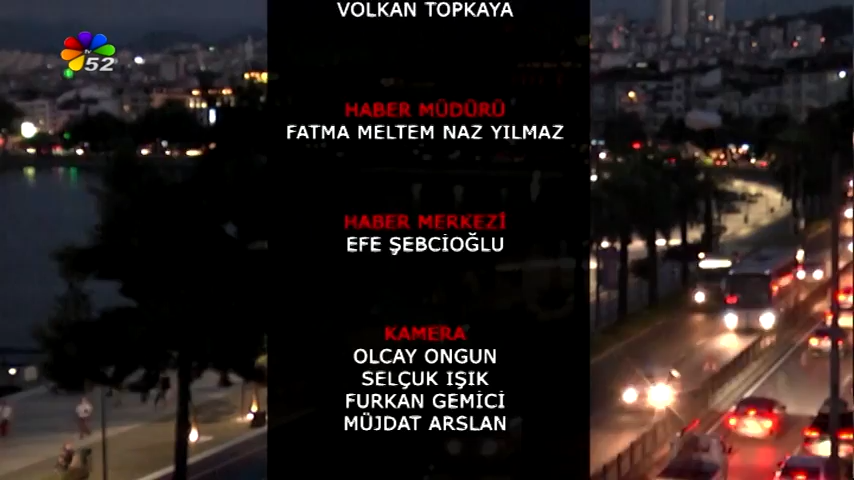 VOLKAN TOPKAYA
TV
52
HABER MÜDÜRÜ
FATMA MELTEM NAZ YILMAZ
HABER MERKEZİ
EFE ŞEBCİOĞLU
KAMERA
OLCAY ONGUN
SELÇUK IŞIK
FURKAN GEMİCİ
MÜJDAT ARSLAN